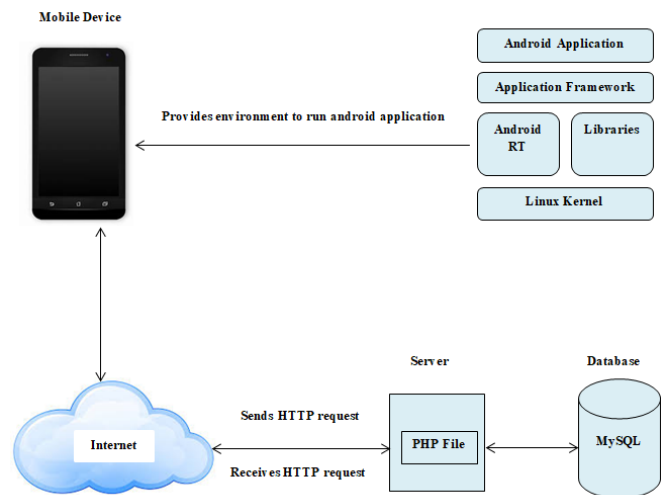 Mobile Device
Android Application
Application Framework
Provides environment to run android application
Android
RT
Libraries
Linux Kernel
Server
Database
Sends HTTP request
Internet
PHP File
MySQL
Receives HTTP request